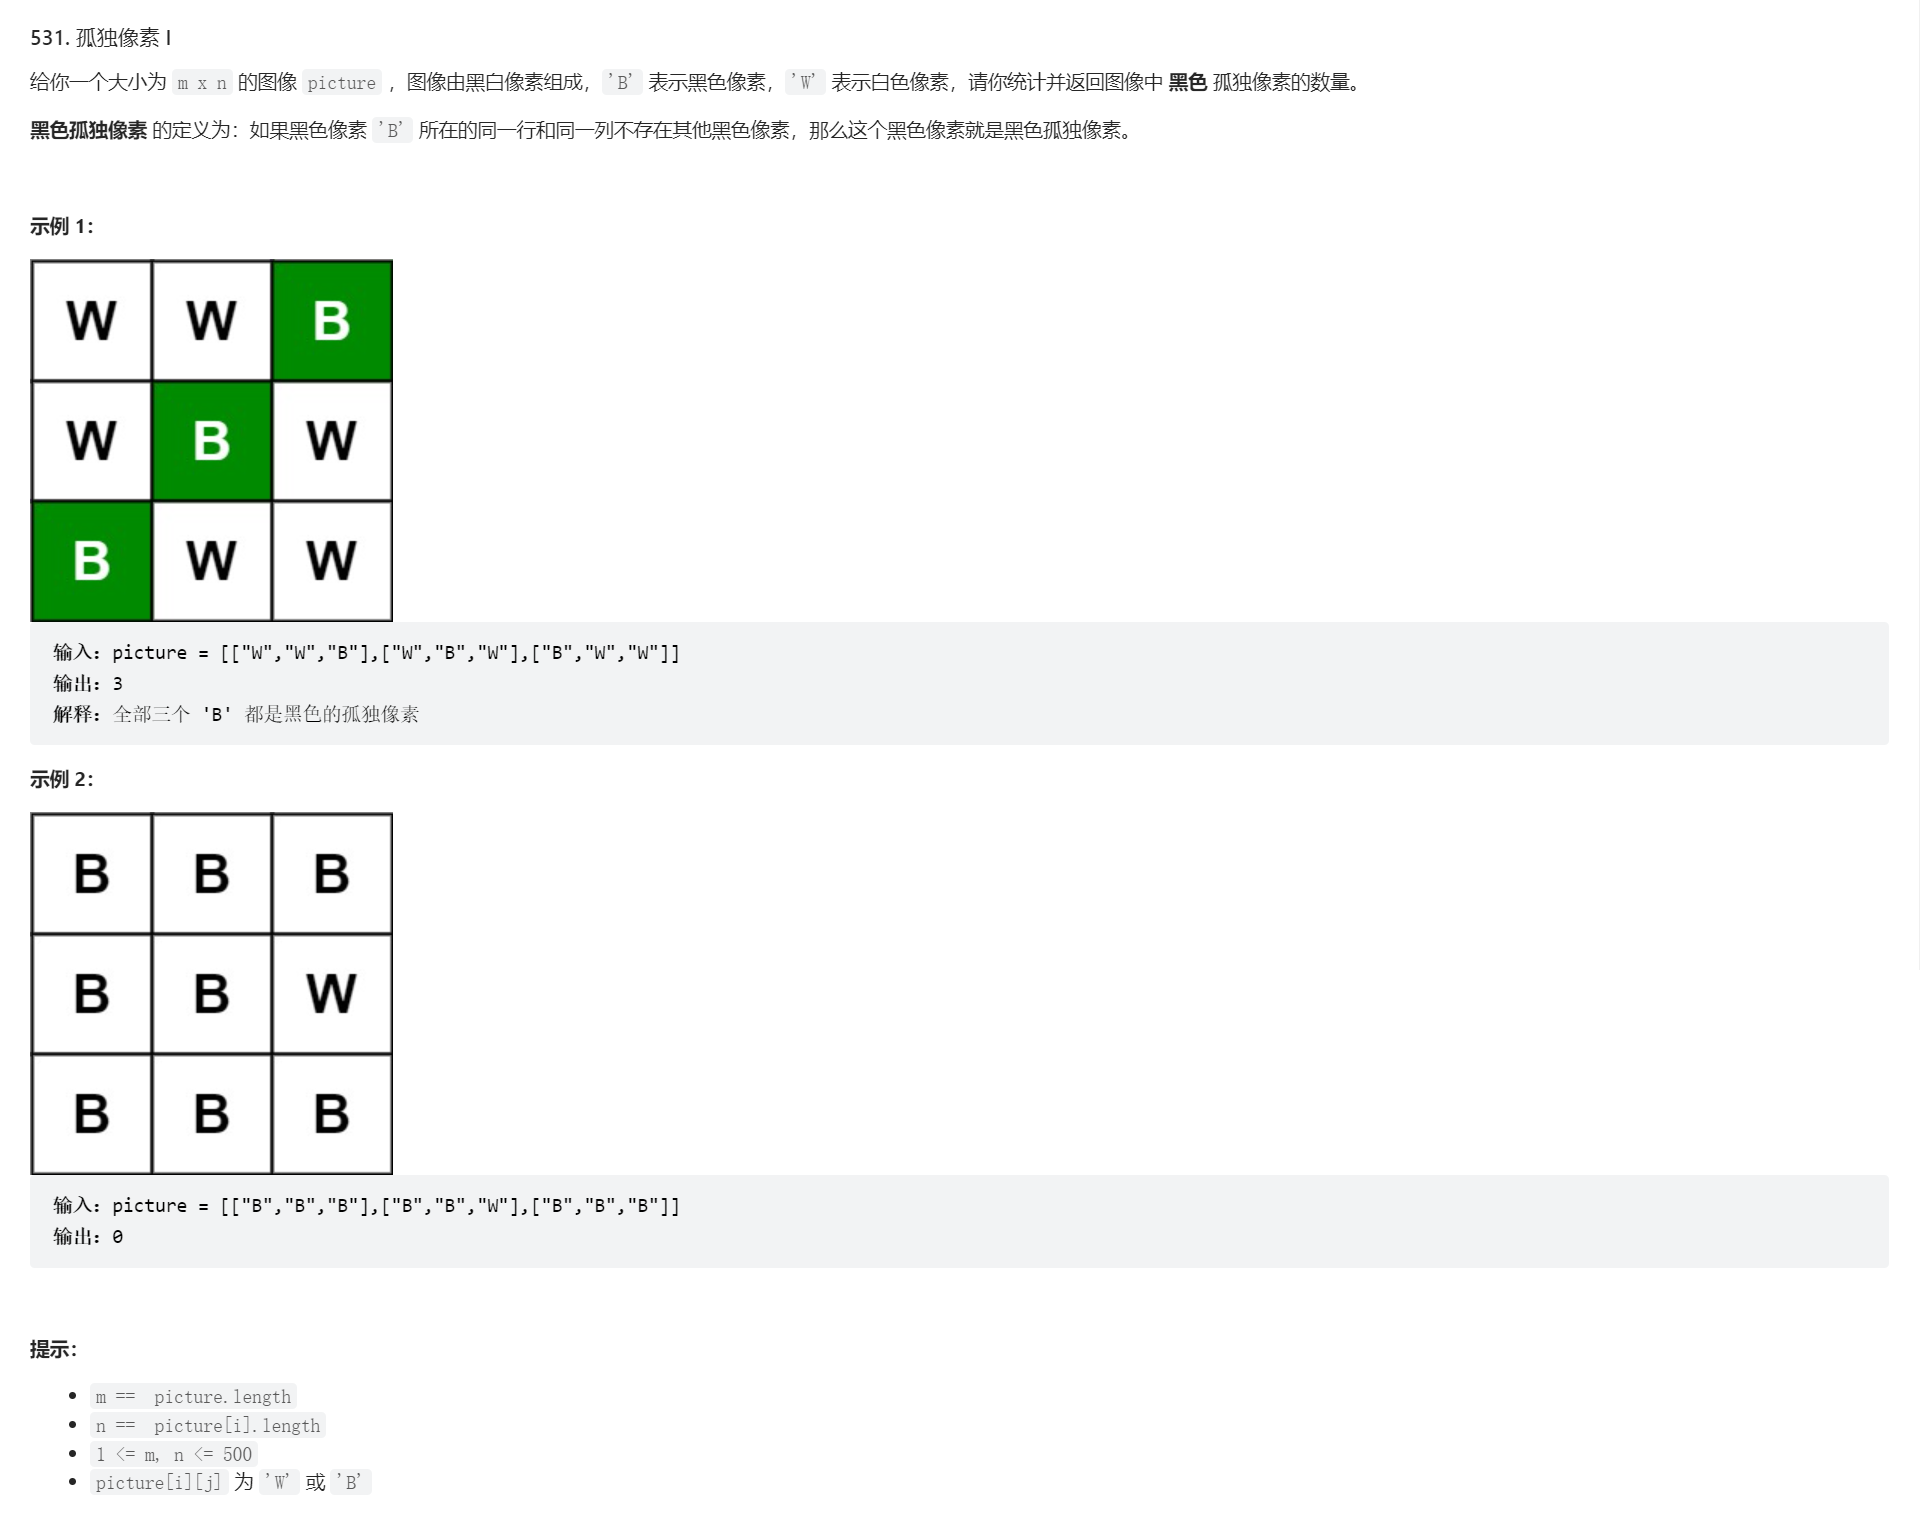 531. 孤独像素 I
给你一个大小为 m x n 的图像 picture ，图像由黑白像素组成，'B' 表示黑色像素，'W' 表示白色像素，请你统计并返回图像中 黑色 孤独像素的数量。
黑色孤独像素 的定义为：如果黑色像素 'B' 所在的同一行和同一列不存在其他黑色像素，那么这个黑色像素就是黑色孤独像素。
示例 1：
W W B
W B W
B W W
输入：picture = [["W","W","B"],["W","B","W"],["B","W","W"]]
输出：3
解释：全部三个 'B' 都是黑色的孤独像素
示例 2：
B B B
B B W
B B B
输入：picture = [["B","B","B"],["B","B","W"],["B","B","B"]]
输出：0
提示：
m == picture.length
n == picture[i].length
1 <= m, n <= 500
picture[i][j] 为 'W' 或 'B'